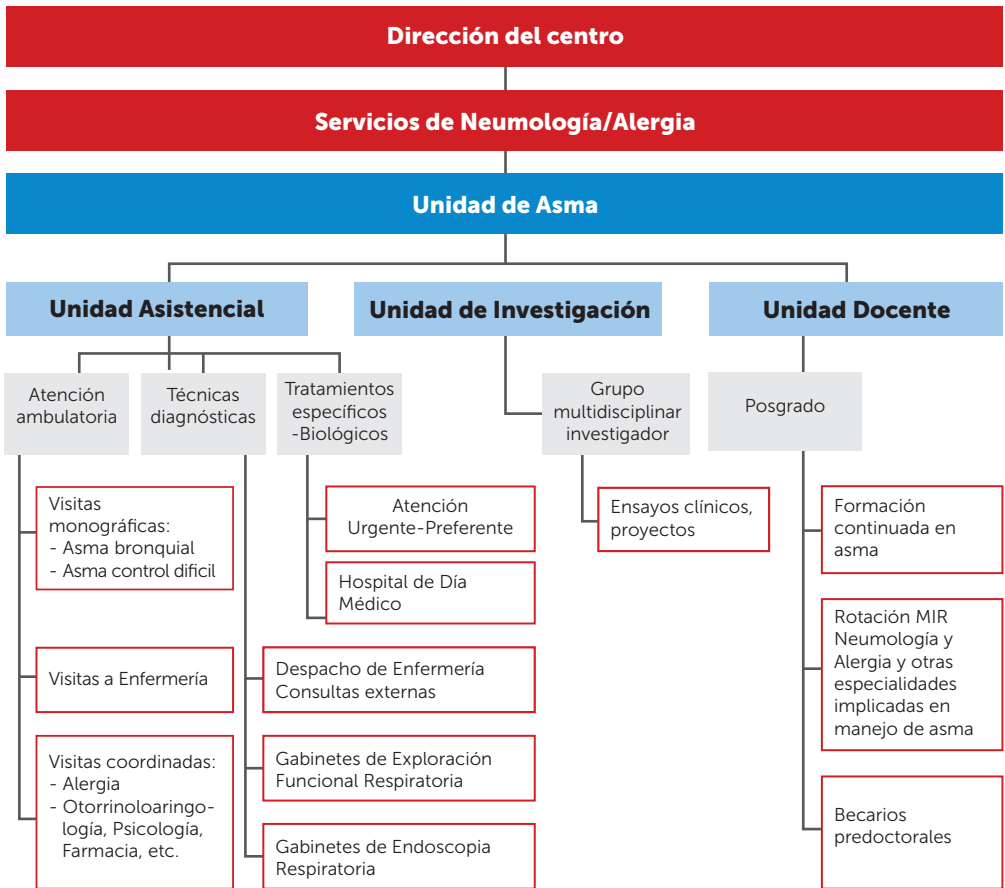 Dirección del centro
Servicios de Neumología/Alergia
Unidad de Asma
Unidad Asistencial
Unidad de Investigación
Unidad Docente
Atención
ambulatoria
Técnicas
diagnósticas
Tratamientos
específicos
-Biológicos
Grupo
multidisciplinar
investigador
Posgrado
Visitas
monográficas:
- Asma bronquial
- Asma control dificil
Visitas a Enfermería
Visitas coordinadas:
- Alergia
- Otorrinoloaringo-
logía, Psicología,
Farmacia, etc.
Atención
Urgente-Preferente
Hospital de Día
Médico
Despacho de Enfermería
Consultas externas
Gabinetes de Exploración
Funcional Respiratoria
Gabinetes de Endoscopia
Respiratoria
Ensayos clínicos,
proyectos
Formación
continuada en
asma
Rotación MIR
Neumología y
Alergia y otras
especialidades
implicadas en
manejo de asma
Becarios
predoctorales